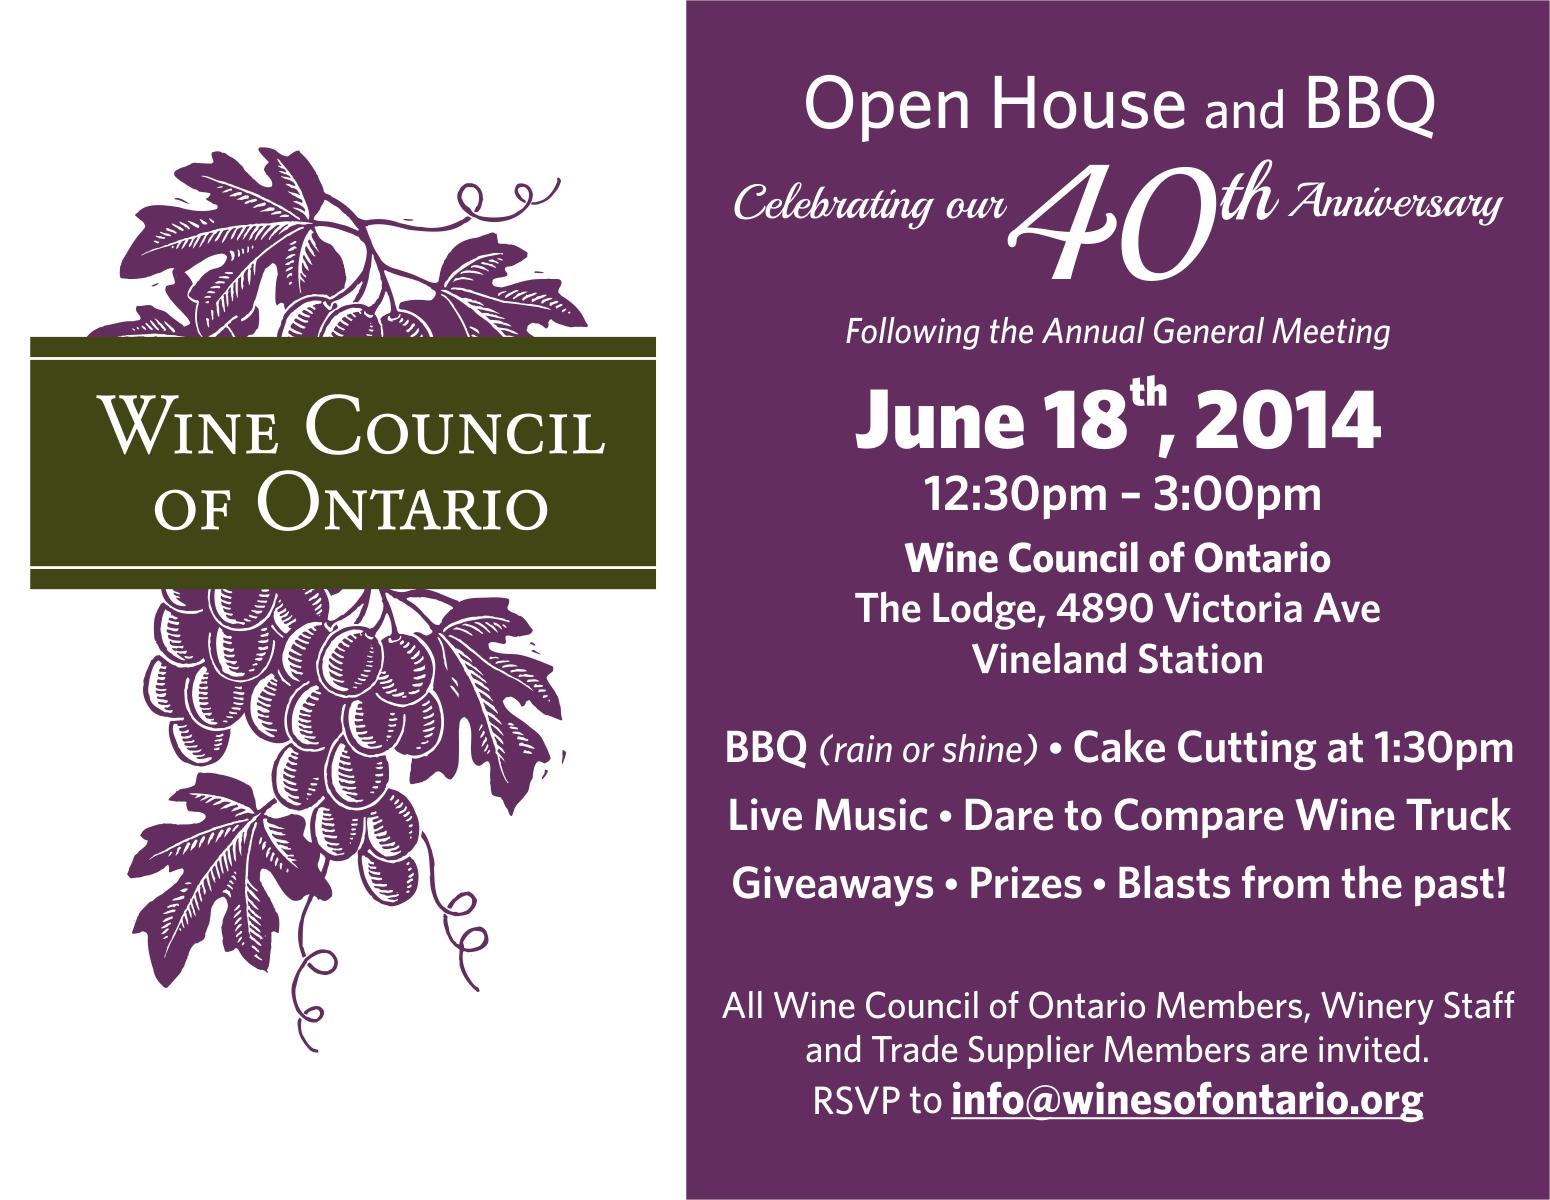 Wine Council
of Ontario
Open House and BBQ
Celebrating our 40th Anniversary
Following the Annual General Meeting
June 18th, 2014
12:30pm – 3:00pm
Wine Council of Ontario
The Lodge, 4890 Victoria Ave
Vineland Station
BBQ (rain or shine) • Cake Cutting at 1:30pm
Live Music • Dare to Compare Wine Truck
Giveaways • Prizes • Blasts from the past!
All Wine Council of Ontario Members, Winery Staff
and Trade Supplier Members are invited.
RSVP to info@winesofontario.org